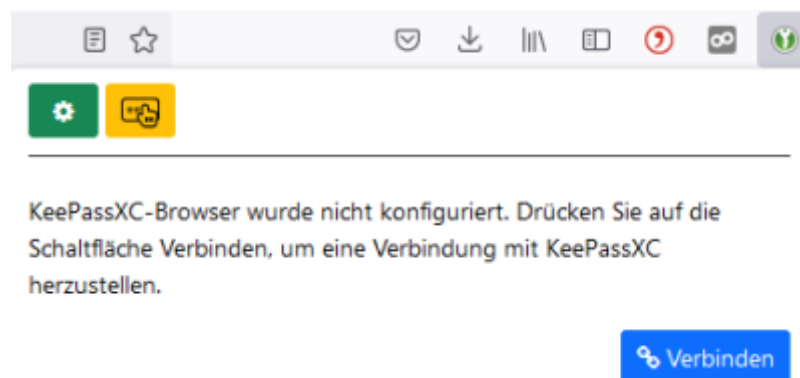 KeePassXC-Browser wurde nicht konfiguriert. Drücken Sie auf die
Schaltfläche Verbinden, um eine Verbindung mit KeePassXC
herzustellen.
Verbinden